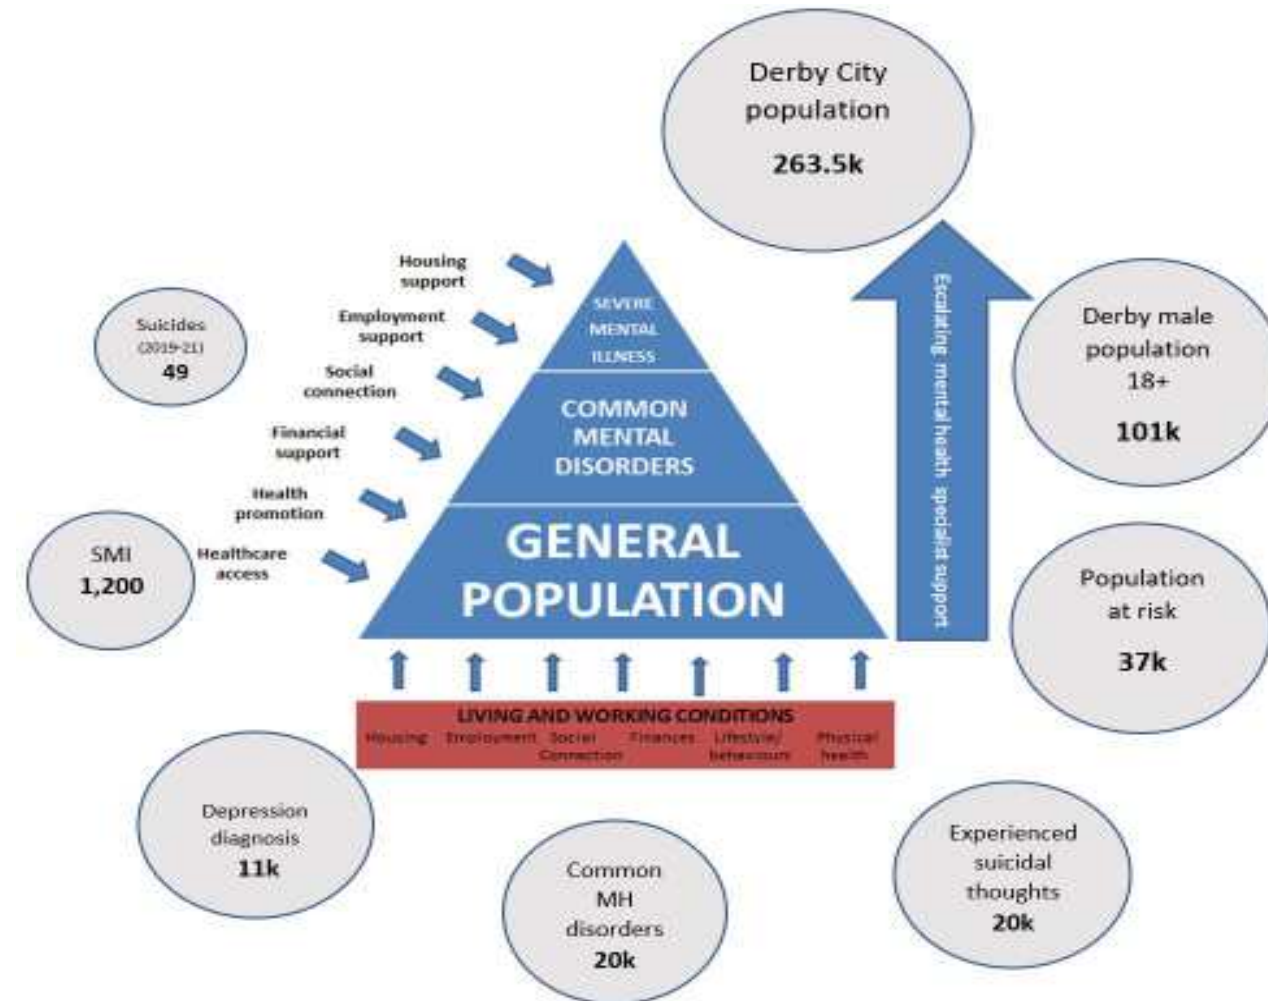 Derby City
population
263.5k
Housing
support
Employment
support
Social
connection
Financial
support
Health
promotion
Healthcare
access
Suicides
(2019-21)
49
SMI
1,200
SEVERE
MENTAL
ILLNESS
COMMON
MENTAL
DISORDERS
GENERAL
POPULATION
Escalating mental health specialist support
Derby male
population
18+
101k
Population
at risk
37k
LIVING AND WORKING CONDITIONS
Housing Employment Social Finances Lifestyle/ Physical
Connection behaviours health
Depression
diagnosis
11k
Common
MH
disorders
20k
Experienced
suicidal
thoughts
20k